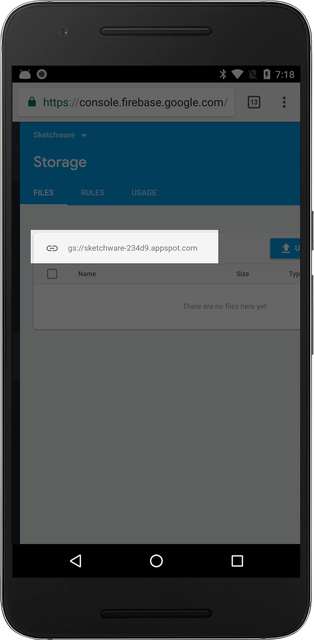 7:18
https://console.firebase.google.com/
13
Sketchware
Storage
FILES RULES USAGE
gs://sketchware-234d9.appspot.com
U
Name Size Typ
There are no files here yet